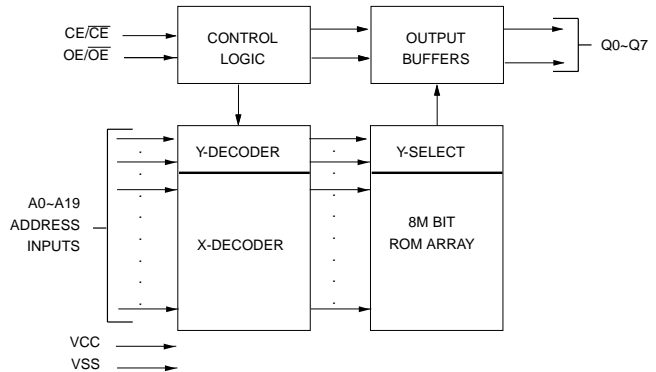 CE/CE
OE/OE
CONTROL
LOGIC
OUTPUT
BUFFERS
Q0~Q7
A0~A19
ADDRESS
INPUTS
Y-DECODER
X-DECODER
Y-SELECT
8M BIT
ROM ARRAY
VCC
VSS